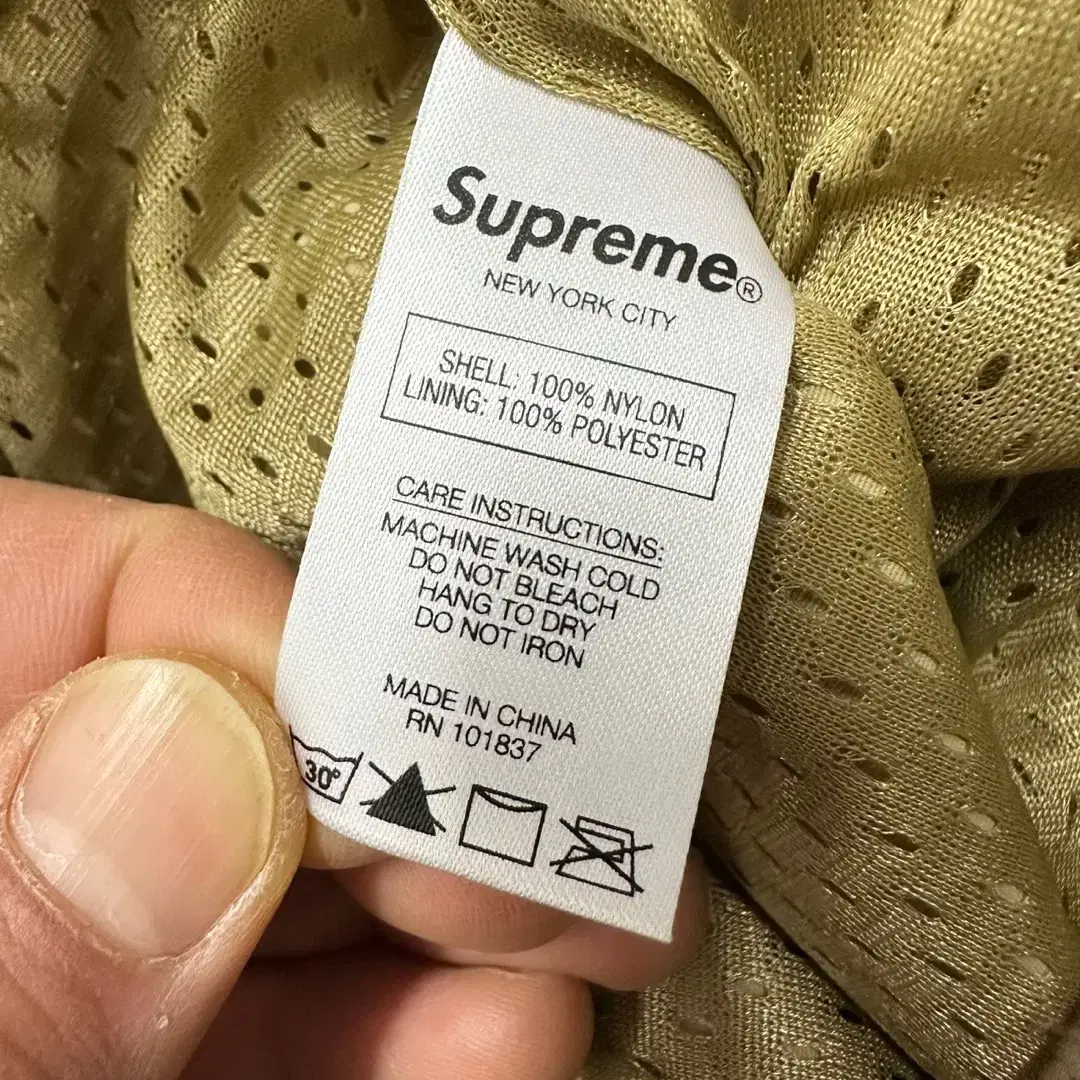 Supreme®
NEW YORK CITY
SHELL: 100% NYLON
LINING: 100% POLYESTER
CARE INSTRUCTIONS:
MACHINE WASH COLD
DO NOT BLEACH
HANG TO DRY
DO NOT IRON
MADE IN CHINA
RN 101837
30°